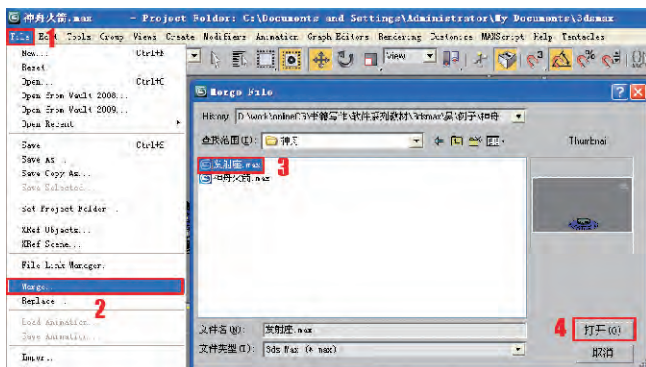 神舟火箭.max - Project Folder: C:\Documents and Settings\Administrator\My Documents\3dsmax
File Edit Tools Group Views Create Modifiers Animation Graph Editors Rendering Customize MAXScript Help Tentacles
1
New... Ctrl+N
Reset
Open... Ctrl+O
Open from Vault 2008...
Open from Vault 2009...
Open Recent
Save Ctrl+S
Save As...
Save Copy As...
Save Selected...
Set Project Folder...
XRef Objects...
XRef Scene...
File Link Manager...
Merge...
2
Replace...
Load Animation...
Save Animation...
Import...
View
Merge File
History:
查找范围(I):
发射座.max
3
神舟火箭.max
Thumbnail
文件名(N): 发射座.max
文件类型(T): 3ds Max (*.max)
4
打开(O)
取消